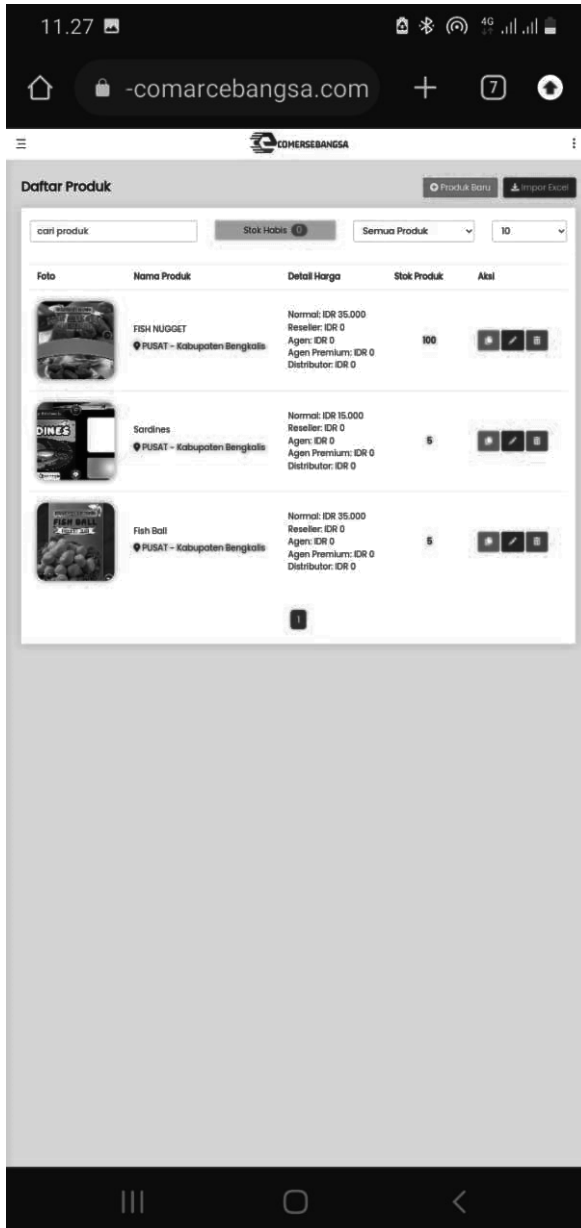 11.27
4G
-comarcebangsa.com
7
COMERSEBANGSA
Daftar Produk
Produk Baru
Impor Excel
cari produk
Stok Habis 0
Semua Produk
10
Foto Nama Produk Detail Harga Stok Produk Aksi
FISH NUGGET
PUSAT - Kabupaten Bengkalis
Normal: IDR 35.000
Reseller: IDR 0
Agen: IDR 0
Agen Premium: IDR 0
Distributor: IDR 0
100
DINES
Sardines
PUSAT - Kabupaten Bengkalis
Normal: IDR 15.000
Reseller: IDR 0
Agen: IDR 0
Agen Premium: IDR 0
Distributor: IDR 0
5
FISH BALL
Fish Ball
PUSAT - Kabupaten Bengkalis
Normal: IDR 35.000
Reseller: IDR 0
Agen: IDR 0
Agen Premium: IDR 0
Distributor: IDR 0
5
1